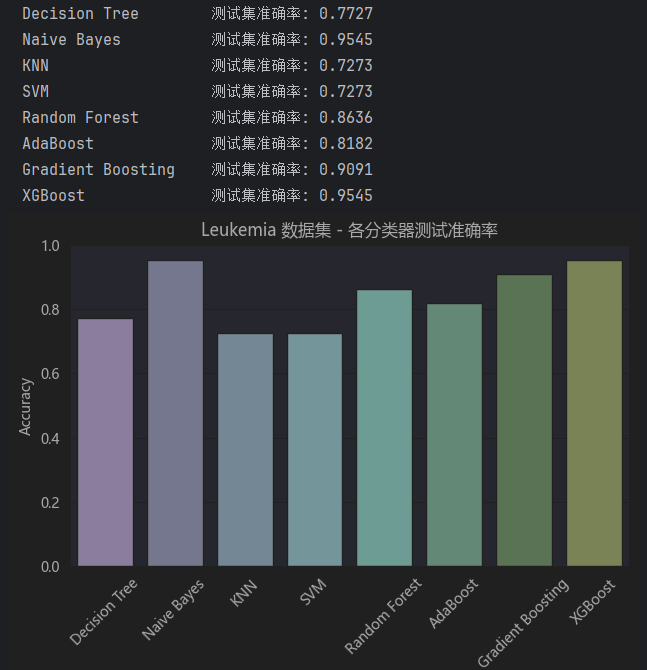 Decision Tree 测试集准确率: 0.7727
Naive Bayes 测试集准确率: 0.9545
KNN 测试集准确率: 0.7273
SVM 测试集准确率: 0.7273
Random Forest 测试集准确率: 0.8636
AdaBoost 测试集准确率: 0.8182
Gradient Boosting 测试集准确率: 0.9091
XGBoost 测试集准确率: 0.9545
Leukemia 数据集 - 各分类器测试准确率
1.0
0.8
0.6
0.4
0.2
0.0
Accuracy
Decision Tree
Naive Bayes
KNN
SVM
Random Forest
AdaBoost
Gradient Boosting
XGBoost